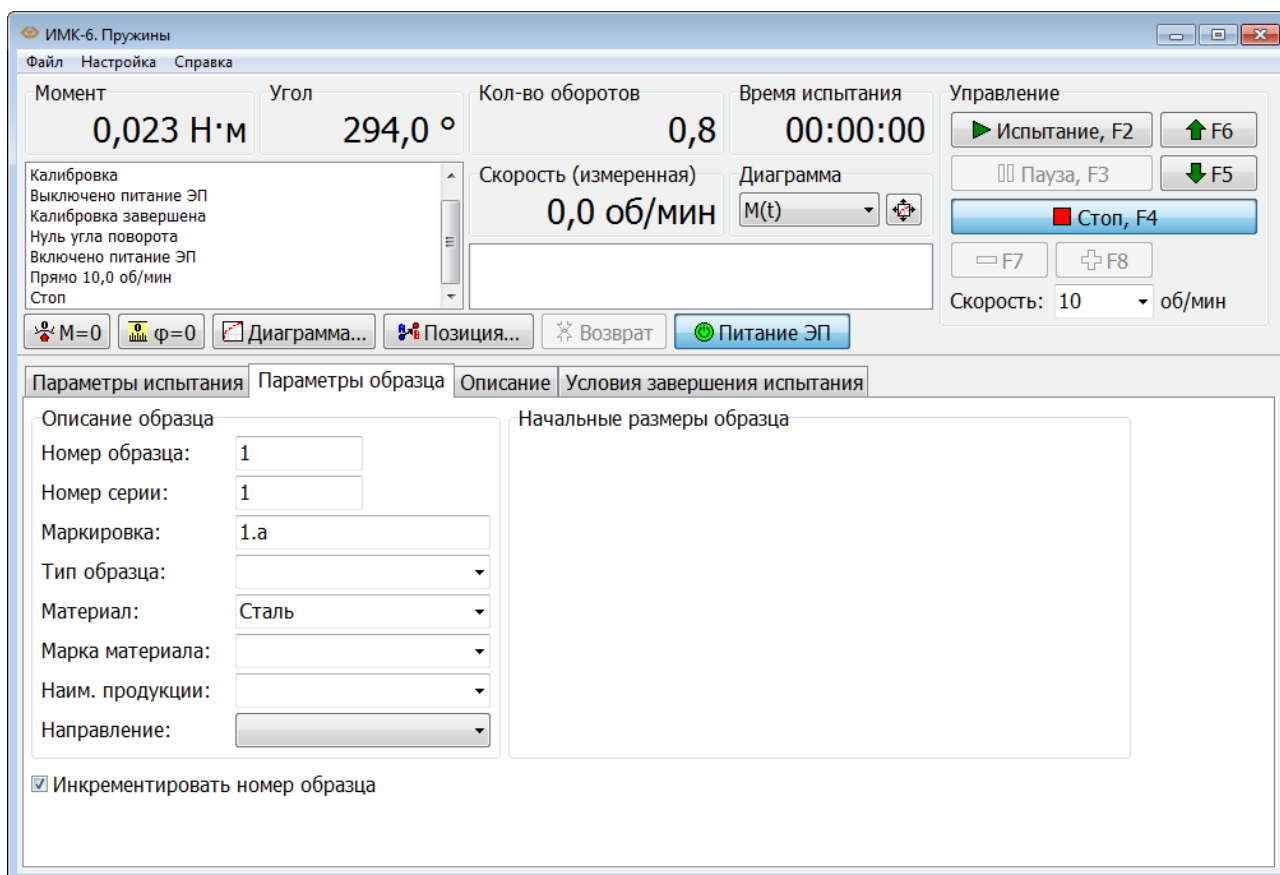 ИМК-6. Пружины
Файл Настройка Справка
Момент Угол Кол-во оборотов Время испытания Управление
0,023 Н·м 294,0 ° 0,8 00:00:00
Испытание, F2 F6
Пауза, F3 F5
Стоп, F4
F7 F8
Скорость: 10 об/мин
Калибровка
Выключено питание ЭП
Калибровка завершена
Нуль угла поворота
Включено питание ЭП
Прямо 10,0 об/мин
Стоп
Скорость (измеренная) Диаграмма
0,0 об/мин M(t)
M=0 φ=0 Диаграмма... Позиция... Возврат Питание ЭП
Параметры испытания Параметры образца Описание Условия завершения испытания
Описание образца Начальные размеры образца
Номер образца: 1
Номер серии: 1
Маркировка: 1.а
Тип образца:
Материал: Сталь
Марка материала:
Наим. продукции:
Направление:
Инкрементировать номер образца